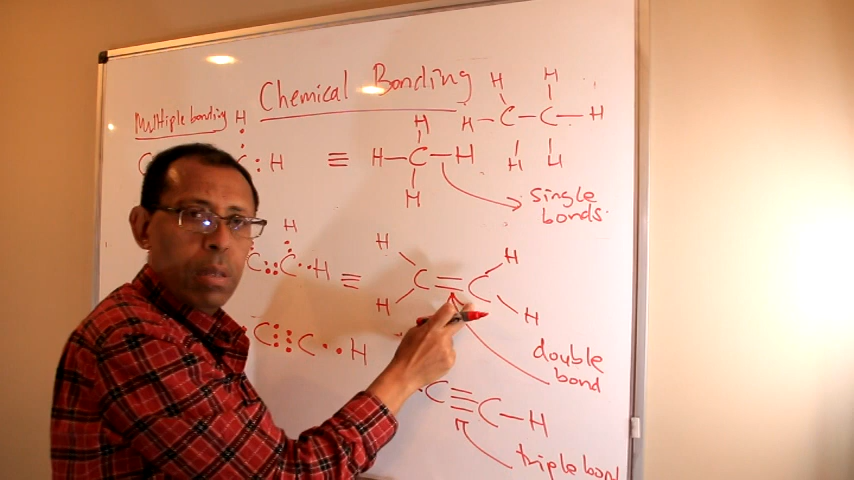 Chemical Bonding
Multiple bonding
H H
H-C-C-H
H H
H
C : H ≡ H-C-H
H
single
bonds
H
C::C··H ≡
H H
C=C
H H
double
bond
C⋮⋮C··H
C≡C-H
triple bond